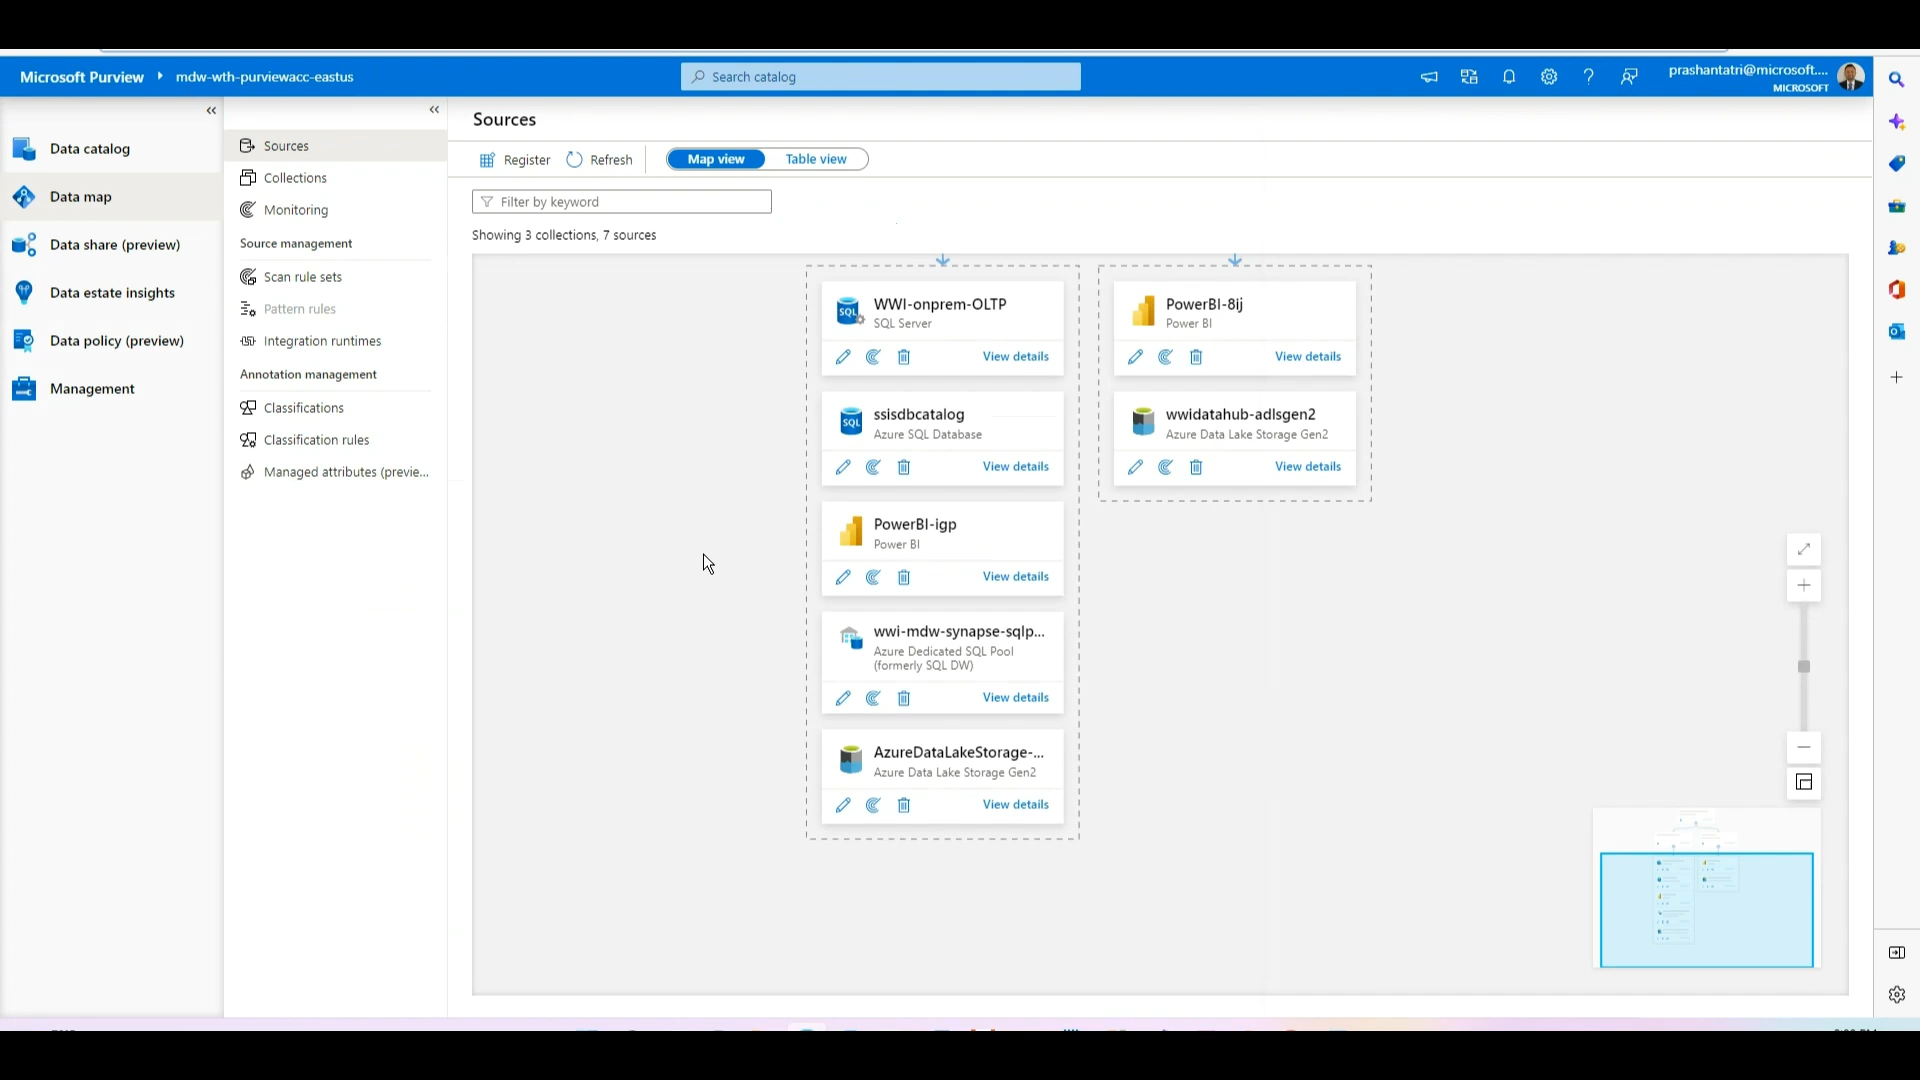 Microsoft Purview mdw-wth-purviewacc-eastus
Search catalog
prashantatri@microsoft....
MICROSOFT
Data catalog
Data map
Data share (preview)
Data estate insights
Data policy (preview)
Management
Sources
Collections
Monitoring
Source management
Scan rule sets
Pattern rules
Integration runtimes
Annotation management
Classifications
Classification rules
Managed attributes (previe...
Sources
Register Refresh Map view Table view
Filter by keyword
Showing 3 collections, 7 sources
SQL
WWI-onprem-OLTP
SQL Server
View details
SQL
ssisdbcatalog
Azure SQL Database
View details
PowerBI-igp
Power BI
View details
wwi-mdw-synapse-sqlp...
Azure Dedicated SQL Pool
(formerly SQL DW)
View details
AzureDataLakeStorage-...
Azure Data Lake Storage Gen2
View details
PowerBI-8ij
Power BI
View details
wwidatahub-adlsgen2
Azure Data Lake Storage Gen2
View details